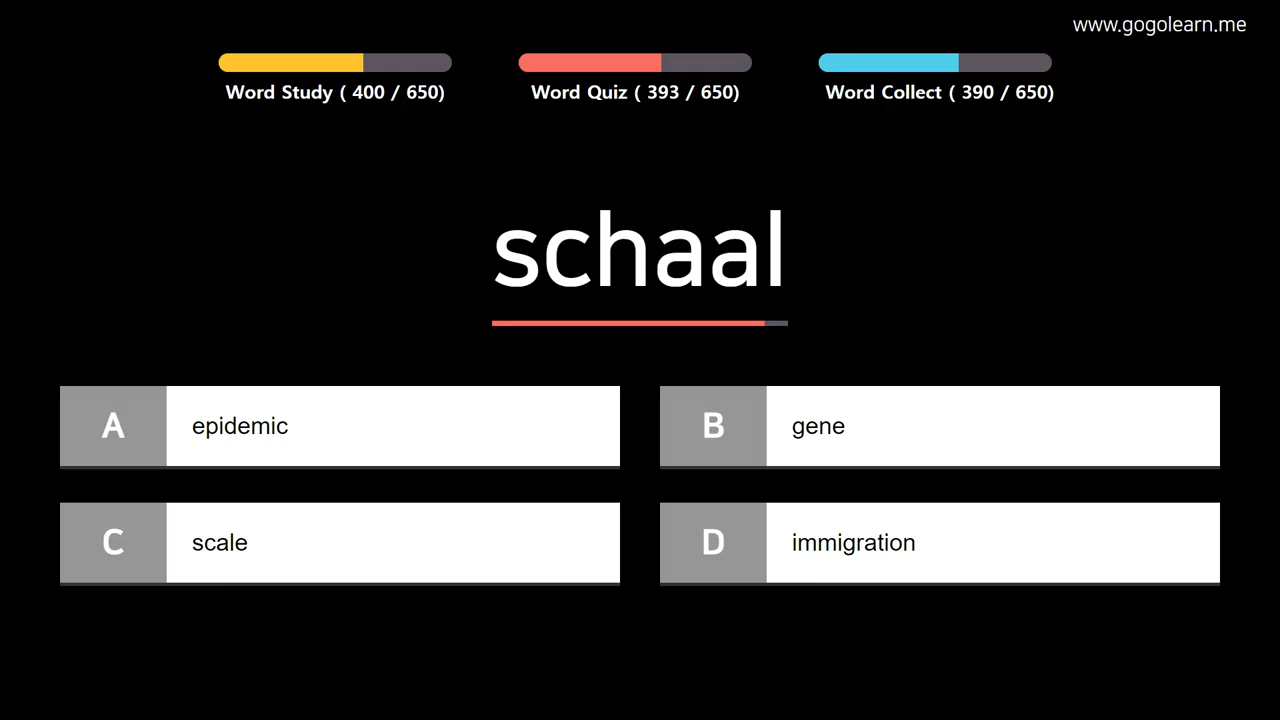 www.gogolearn.me
Word Study ( 400 / 650)
Word Quiz ( 393 / 650)
Word Collect ( 390 / 650)
schaal
A epidemic
B gene
C scale
D immigration